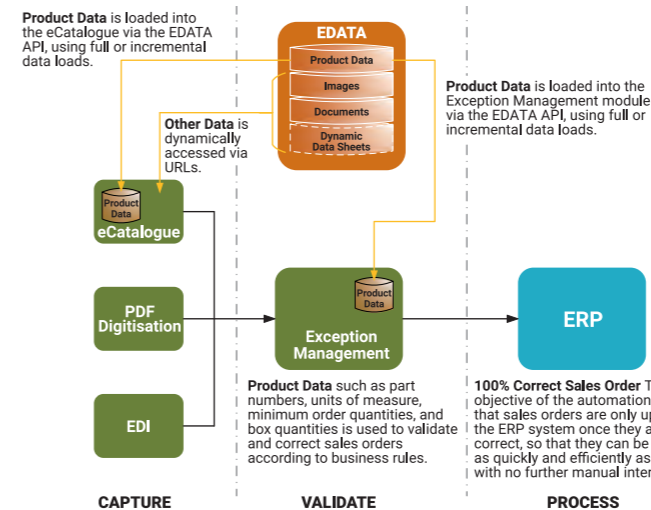 Product Data is loaded into
the eCatalogue via the EDATA
API, using full or incremental
data loads.
EDATA
Product Data
Images
Documents
Dynamic
Data Sheets
Product Data is loaded into the
Exception Management module
via the EDATA API, using full or
incremental data loads.
Other Data is
dynamically
accessed via
URLs.
Product
Data
eCatalogue
PDF
Digitisation
EDI
Product
Data
Exception
Management
ERP
Product Data such as part
numbers, units of measure,
minimum order quantities, and
box quantities is used to validate
and correct sales orders
according to business rules.
100% Correct Sales Order
objective of the automation
that sales orders are only
the ERP system once they
correct, so that they can be
as quickly and efficiently as
with no further manual
CAPTURE
VALIDATE
PROCESS